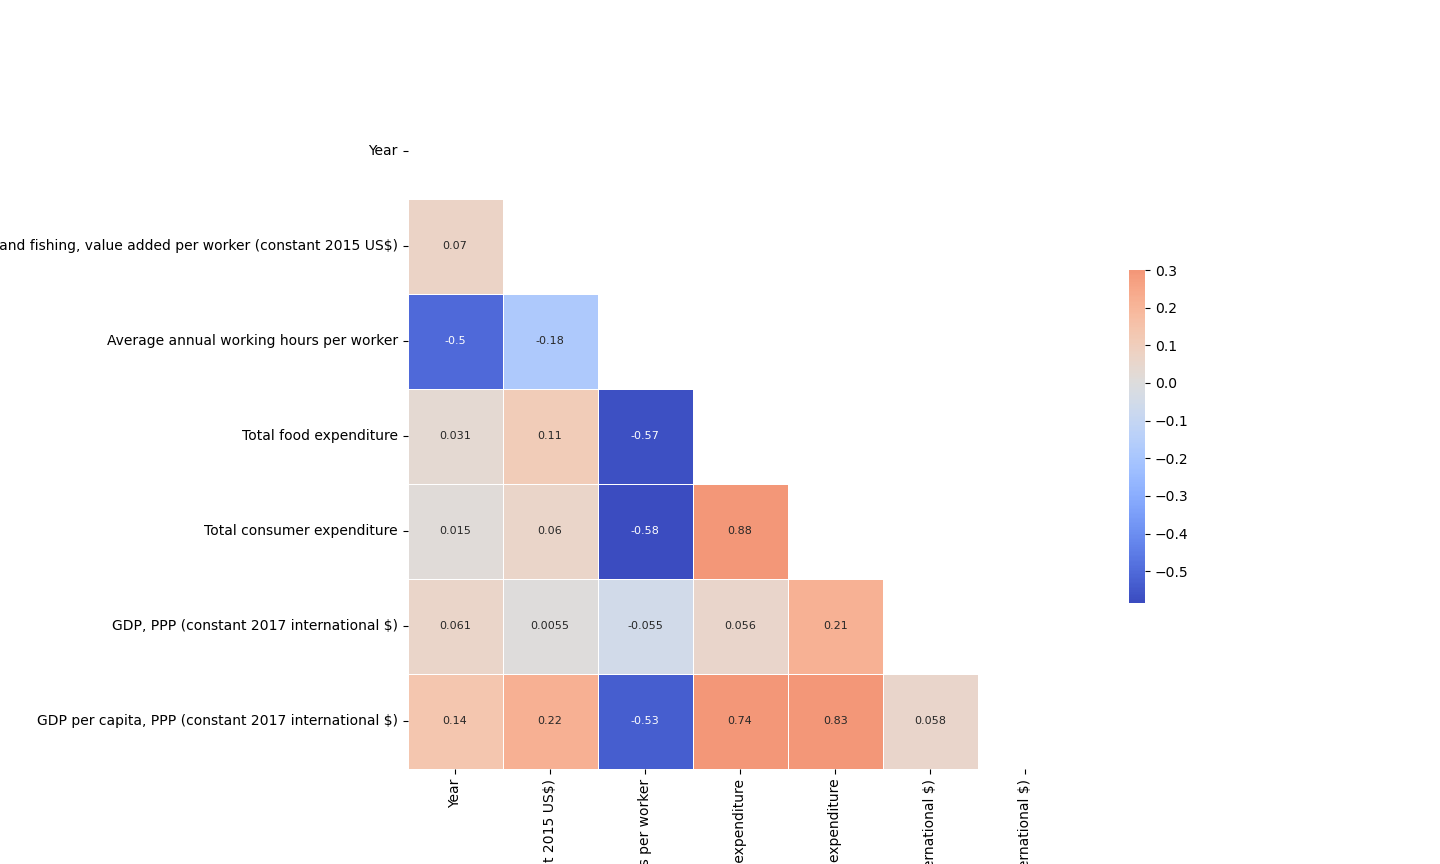 Year
and fishing, value added per worker (constant 2015 US$)
0.07
Average annual working hours per worker
-0.5 -0.18
Total food expenditure
0.031 0.11 -0.57
Total consumer expenditure
0.015 0.06 -0.58 0.88
GDP, PPP (constant 2017 international $)
0.061 0.0055 -0.055 0.056 0.21
GDP per capita, PPP (constant 2017 international $)
0.14 0.22 -0.53 0.74 0.83 0.058
Year
2015 US$)
per worker
expenditure
expenditure
$)
$)
0.3
0.2
0.1
0.0
−0.1
−0.2
−0.3
−0.4
−0.5